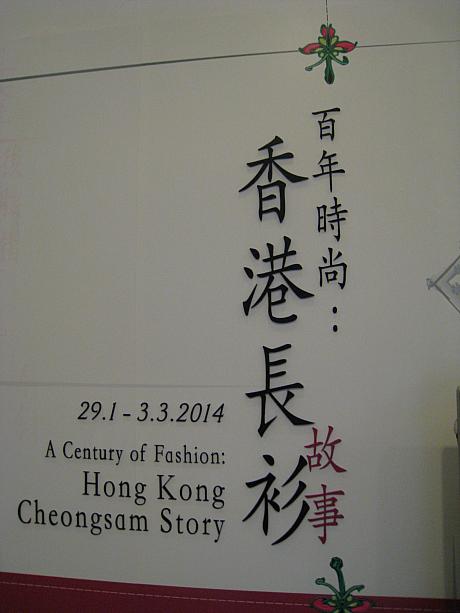 百年時尚：
香港長衫
故事
29.1 - 3.3.2014
A Century of Fashion:
Hong Kong
Cheongsam Story